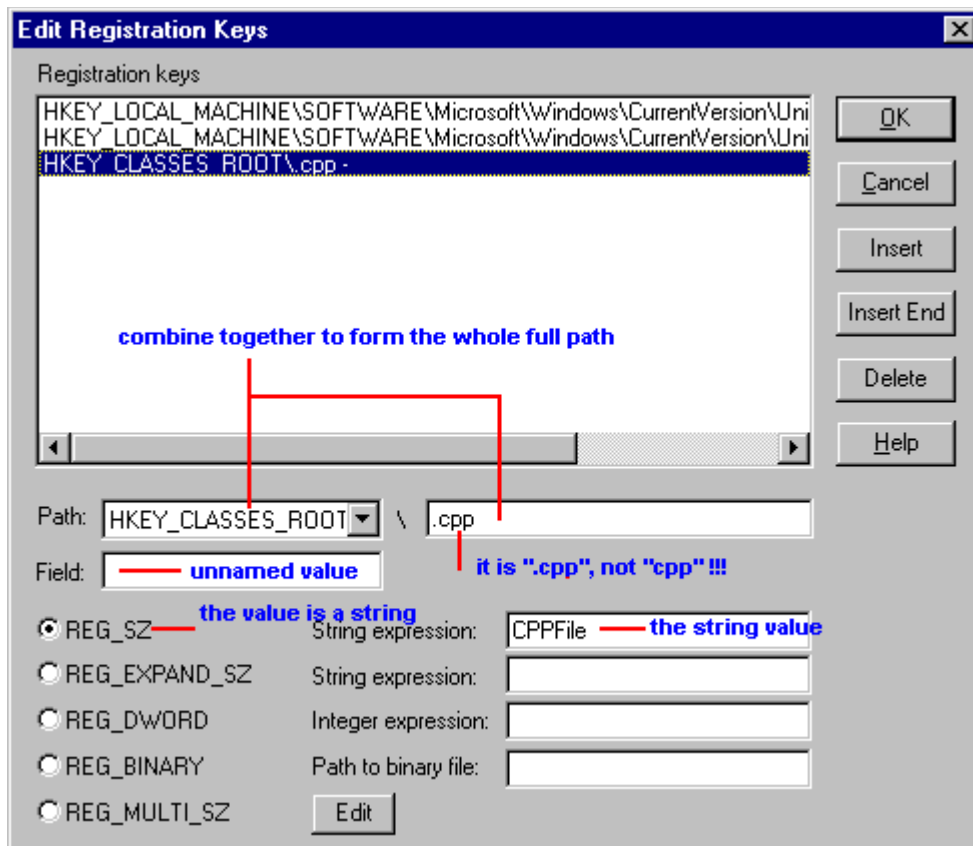 Edit Registration Keys
Registration keys
HKEY_LOCAL_MACHINE\SOFTWARE\Microsoft\Windows\CurrentVersion\Uni
HKEY_LOCAL_MACHINE\SOFTWARE\Microsoft\Windows\CurrentVersion\Uni
HKEY_CLASSES_ROOT\.cpp -
OK
Cancel
Insert
Insert End
Delete
Help
combine together to form the whole full path
Path: HKEY_CLASSES_ROOT \ .cpp
Field: unnamed value
it is ".cpp", not "cpp" !!!
the value is a string
REG_SZ String expression: CPPFile the string value
REG_EXPAND_SZ String expression:
REG_DWORD Integer expression:
REG_BINARY Path to binary file:
REG_MULTI_SZ Edit